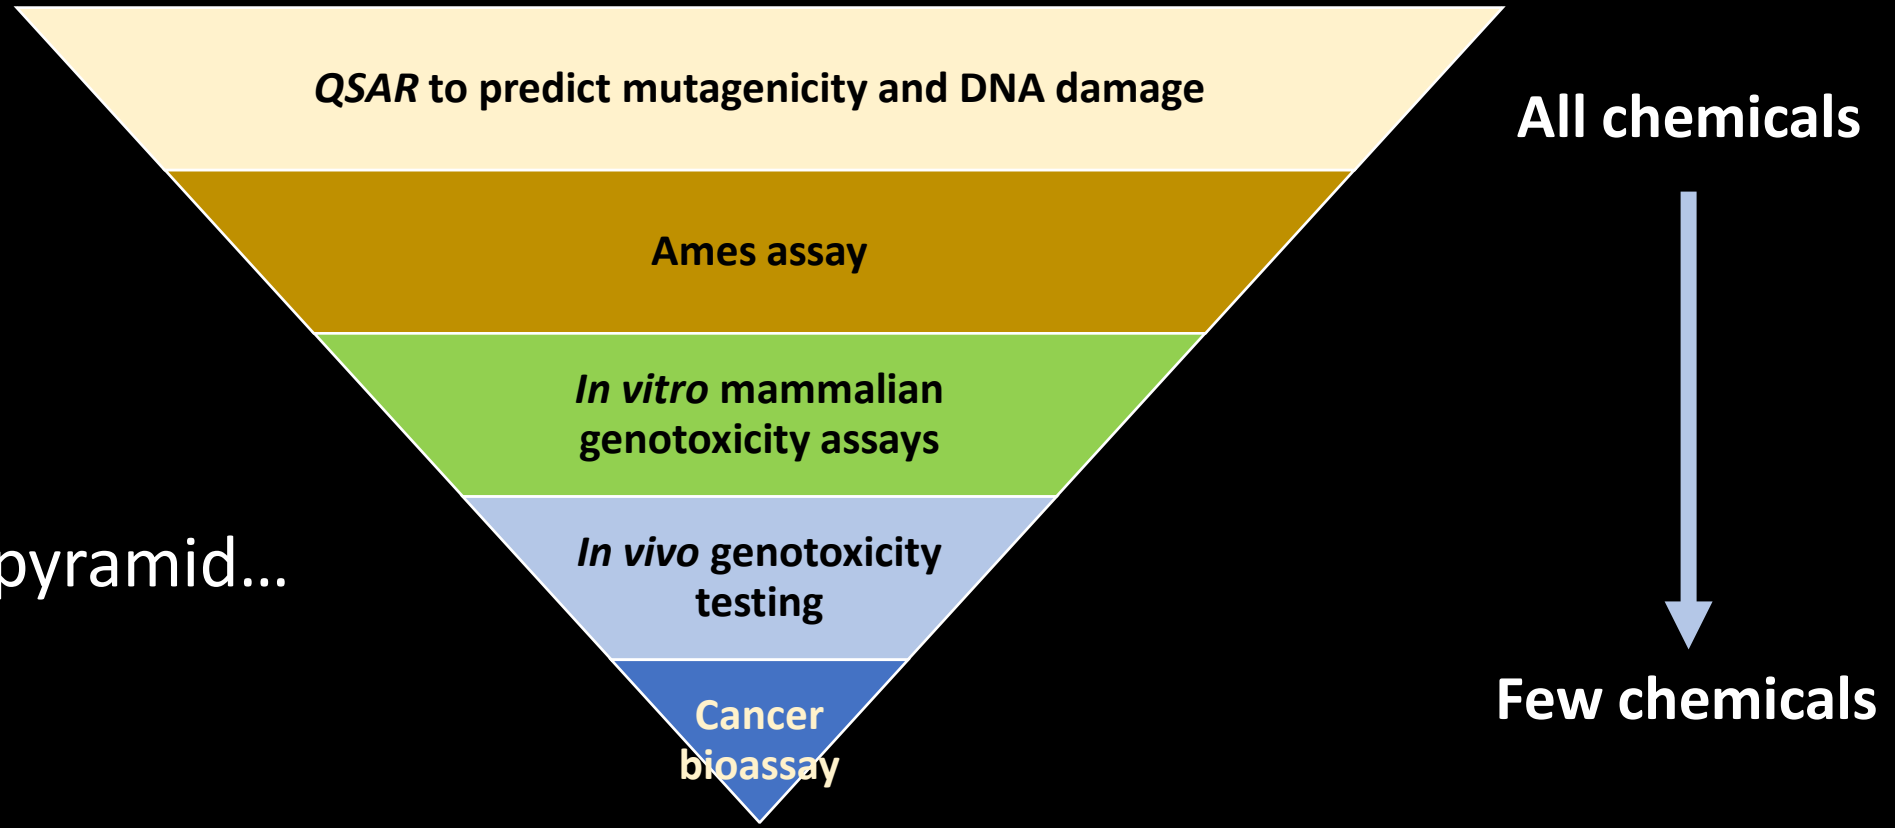 QSAR to predict mutagenicity and DNA damage
All chemicals
Ames assay
In vitro mammalian
genotoxicity assays
In vivo genotoxicity
testing
pyramid...
Cancer
bioassay
Few chemicals